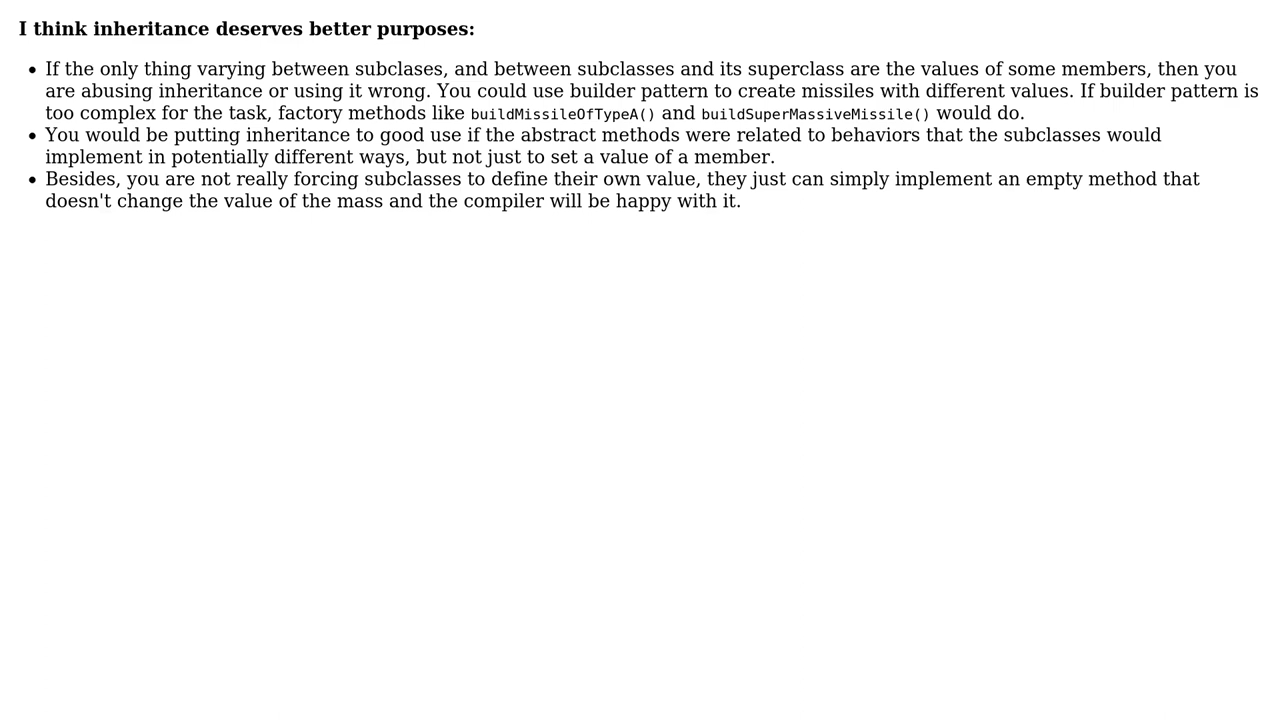 I think inheritance deserves better purposes:
• If the only thing varying between subclases, and between subclasses and its superclass are the values of some members, then you
are abusing inheritance or using it wrong. You could use builder pattern to create missiles with different values. If builder pattern is
too complex for the task, factory methods like buildMissileOfTypeA() and buildSuperMassiveMissile() would do.
• You would be putting inheritance to good use if the abstract methods were related to behaviors that the subclasses would
implement in potentially different ways, but not just to set a value of a member.
• Besides, you are not really forcing subclasses to define their own value, they just can simply implement an empty method that
doesn't change the value of the mass and the compiler will be happy with it.